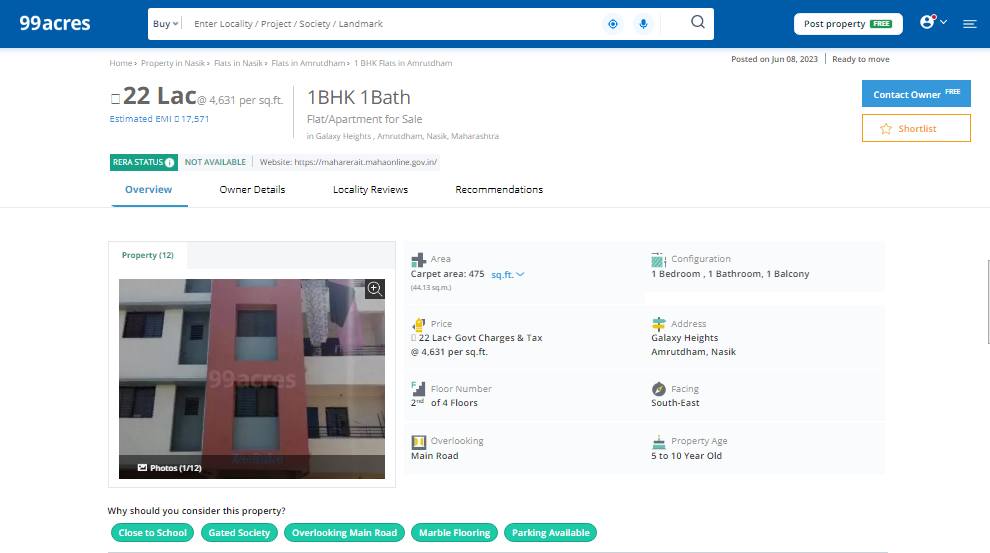 99acres
Buy
Enter Locality / Project / Society / Landmark
Post property FREE
Home› Property in Nasik› Flats in Nasik› Flats in Amrutdham› 1 BHK Flats in Amrutdham
Posted on Jun 08, 2023
Ready to move
22 Lac@ 4,631 per sq.ft.
Estimated EMI 17,571
1BHK 1Bath
Flat/Apartment for Sale
in Galaxy Heights , Amrutdham, Nasik, Maharashtra
Contact Owner FREE
Shortlist
RERA STATUS i NOT AVAILABLE
Website: https://maharerait.mahaonline.gov.in/
Overview
Owner Details
Locality Reviews
Recommendations
Property (12)
99acres
Photos (1/12)
Area
Carpet area: 475 sq.ft.
(44.13 sq.m.)
Configuration
1 Bedroom , 1 Bathroom, 1 Balcony
Price
22 Lac+ Govt Charges & Tax
@ 4,631 per sq.ft.
Address
Galaxy Heights
Amrutdham, Nasik
Floor Number
2nd of 4 Floors
Facing
South-East
Overlooking
Main Road
Property Age
5 to 10 Year Old
Why should you consider this property?
Close to School
Gated Society
Overlooking Main Road
Marble Flooring
Parking Available